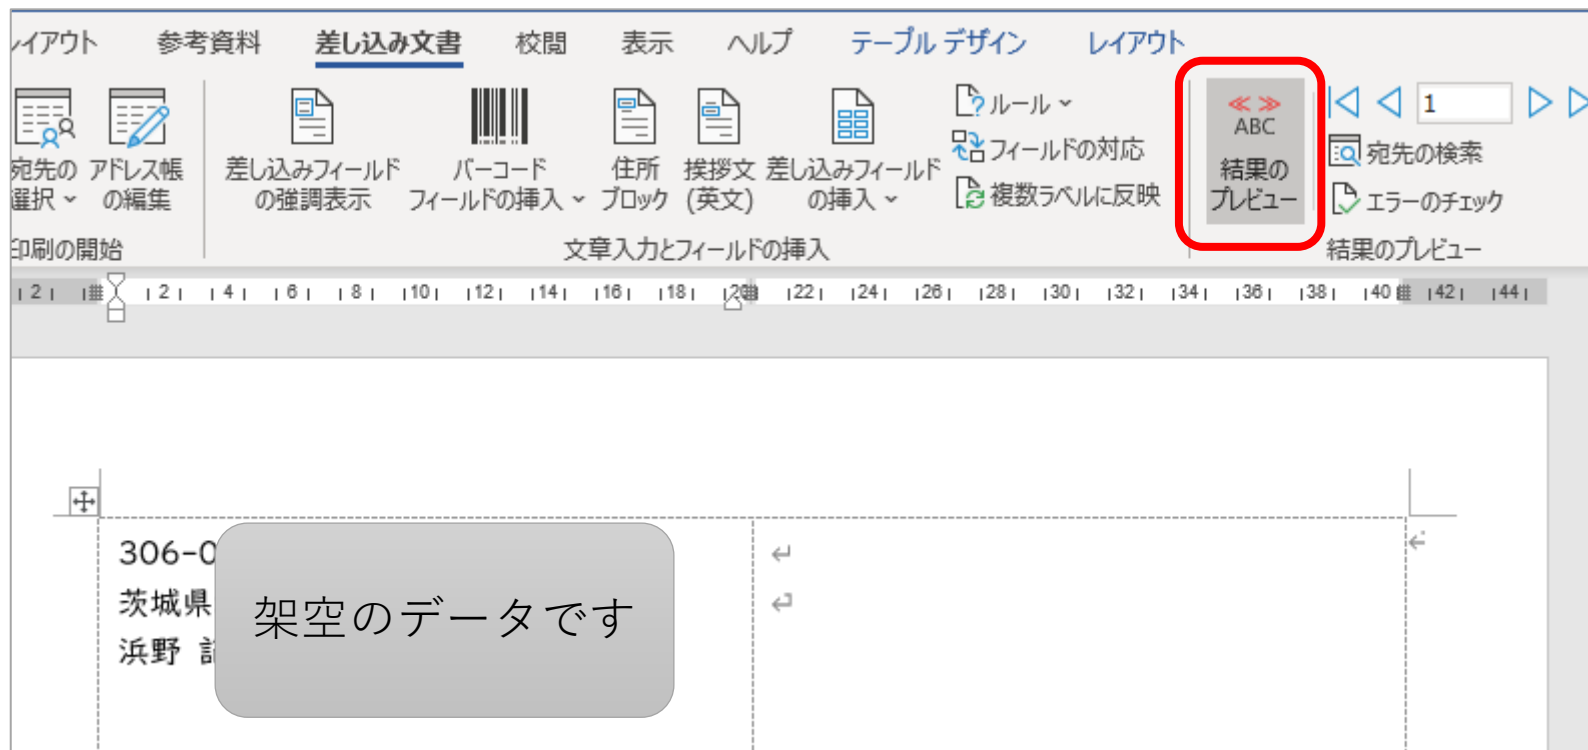 レイアウト 参考資料 差し込み文書 校閲 表示 ヘルプ テーブル デザイン レイアウト
宛先の
選択
アドレス帳
の編集
差し込みフィールド
の強調表示
バーコード
フィールドの挿入
住所
ブロック
挨拶文
(英文)
差し込みフィールド
の挿入
ルール
フィールドの対応
複数ラベルに反映
ABC
結果の
プレビュー
1
宛先の検索
エラーのチェック
印刷の開始 文章入力とフィールドの挿入 結果のプレビュー
2 2 4 6 8 10 12 14 16 18 20 22 24 26 28 30 32 34 36 38 40 42 44
306-0
茨城県
浜野
架空のデータです